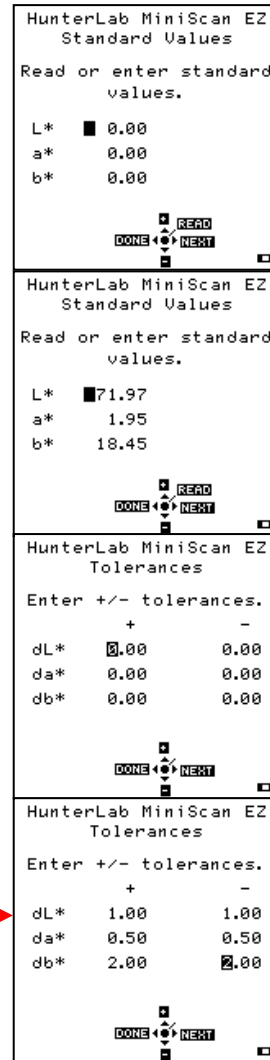 HunterLab MiniScan EZ
Standard Values
Read or enter standard
values.
L* 0.00
a* 0.00
b* 0.00
+ READ
DONE NEXT
-
HunterLab MiniScan EZ
Standard Values
Read or enter standard
values.
L* 71.97
a* 1.95
b* 18.45
+ READ
DONE NEXT
-
HunterLab MiniScan EZ
Tolerances
Enter +/- tolerances.
+ -
dL* 0.00 0.00
da* 0.00 0.00
db* 0.00 0.00
+
DONE NEXT
-
HunterLab MiniScan EZ
Tolerances
Enter +/- tolerances.
+ -
dL* 1.00 1.00
da* 0.50 0.50
db* 2.00 2.00
+
DONE NEXT
-